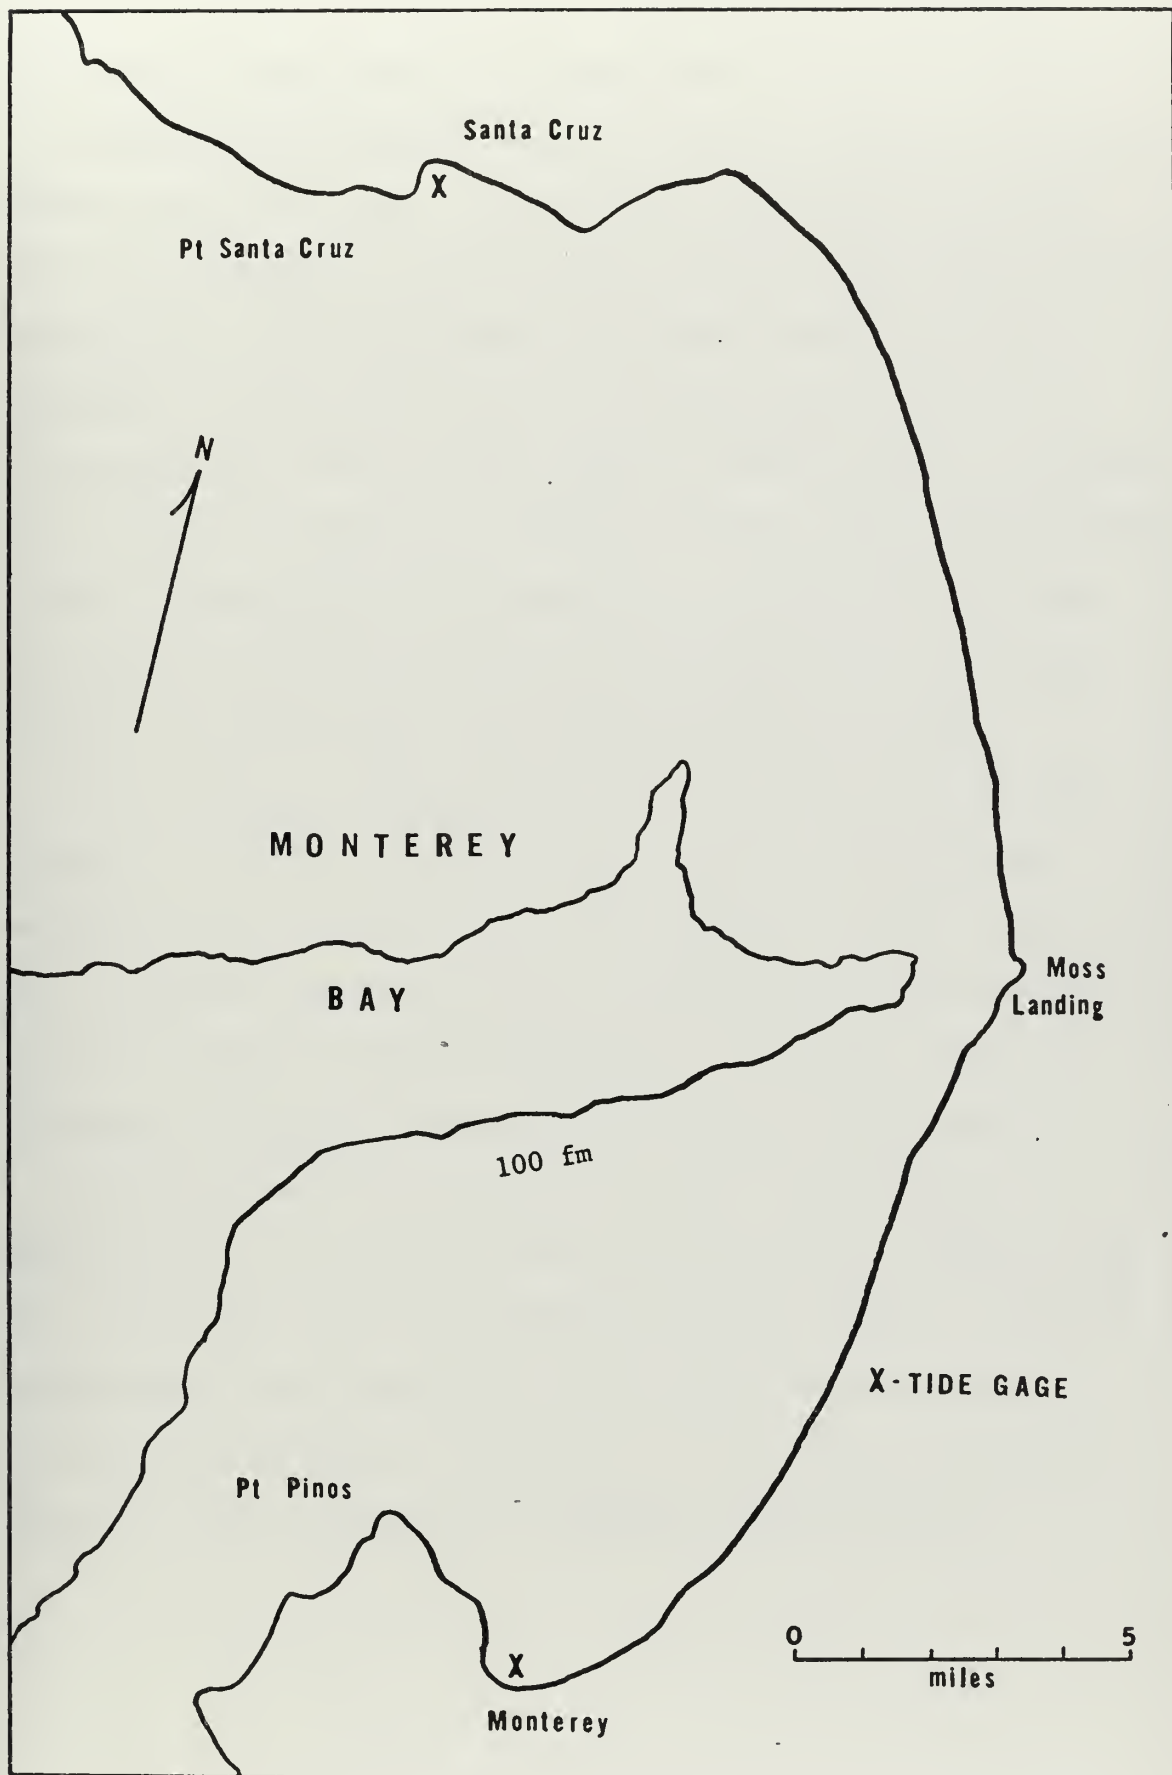 Santa Cruz
X
Pt Santa Cruz
N
MONTEREY
BAY
Moss
Landing
100 fm
X-TIDE GAGE
Pt Pinos
0 5
miles
X
Monterey